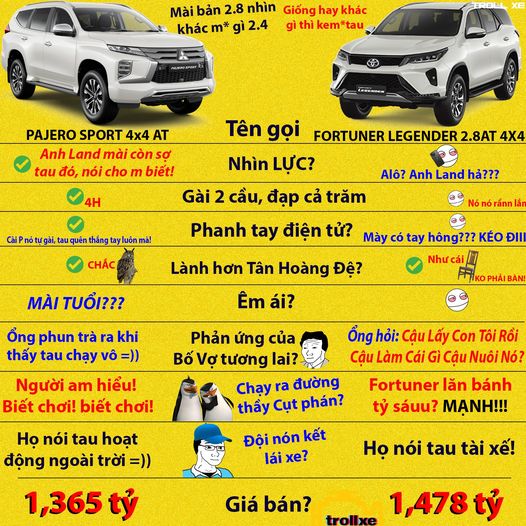 TROLL XE
Mài bản 2.8 nhìn
khác m* gì 2.4
Giống hay khác
gì thì kem*tau
PAJERO SPORT
PAJERO SPORT 4x4 AT
Tên gọi
FORTUNER LEGENDER 2.8AT 4X4
Anh Land mài còn sợ
tau đó, nói cho m biết!
Nhìn LỰC?
Alô? Anh Land hả???
4H
Gài 2 cầu, đạp cả trăm
Nó nó rảnn lắn
Cài P nó tự gài, tau quên thắng tay luôn mà!
Phanh tay điện tử?
Mày có tay hông??? KÉO ĐIII
CHẮC
Lành hơn Tân Hoàng Đệ?
Như cái
KO PHẢI BÀN!
MÀI TUỔI???
Êm ái?
Ổng phun trà ra khi
thấy tau chạy vô =))
Phản ứng của
Bố Vợ tương lai?
Ổng hỏi: Cậu Lấy Con Tôi Rồi
Cậu Làm Cái Gì Cậu Nuôi Nó?
Người am hiểu!
Biết chơi! biết chơi!
Chạy ra đường
thầy Cụt phán?
Fortuner lăn bánh
tỷ sáuu? MẠNH!!!
Họ nói tau hoạt
động ngoài trời =))
Đội nón kết
lái xe?
Họ nói tau tài xế!
1,365 tỷ
Giá bán?
1,478 tỷ
trollxe